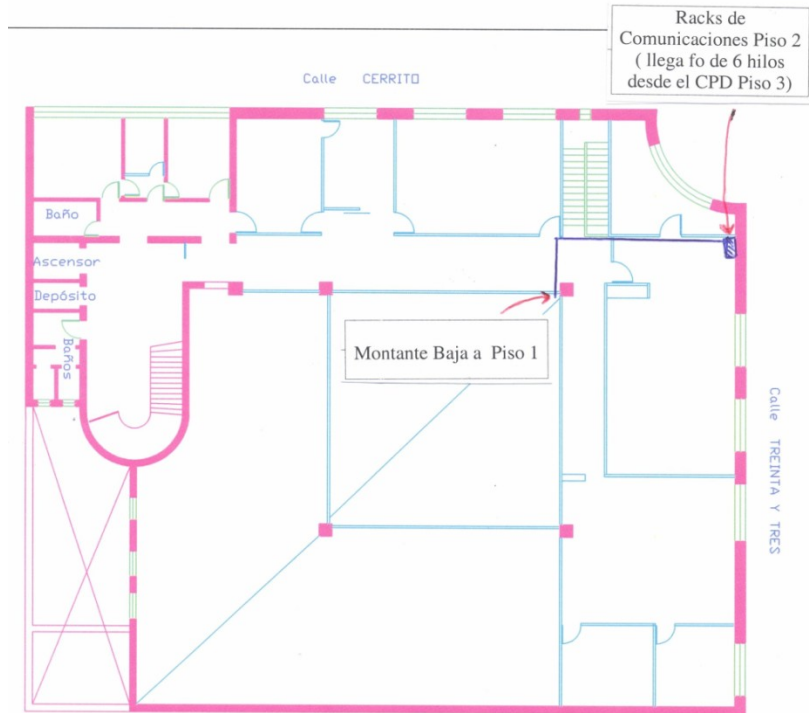 Racks de
Comunicaciones Piso 2
( llega fo de 6 hilos
desde el CPD Piso 3)
Calle CERRITO
Baño
Ascensor
Depósito
Baños
Montante Baja a Piso 1
Calle TREINTA Y TRES